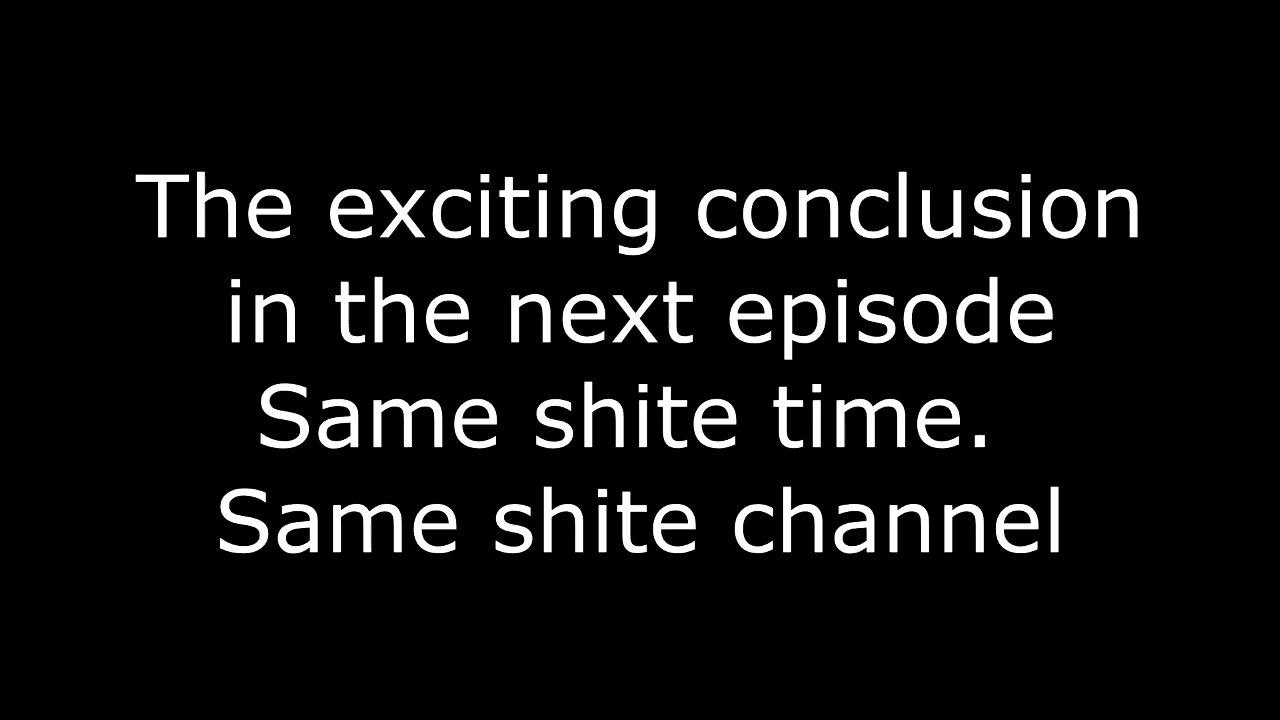 The exciting conclusion
in the next episode
Same shite time.
Same shite channel